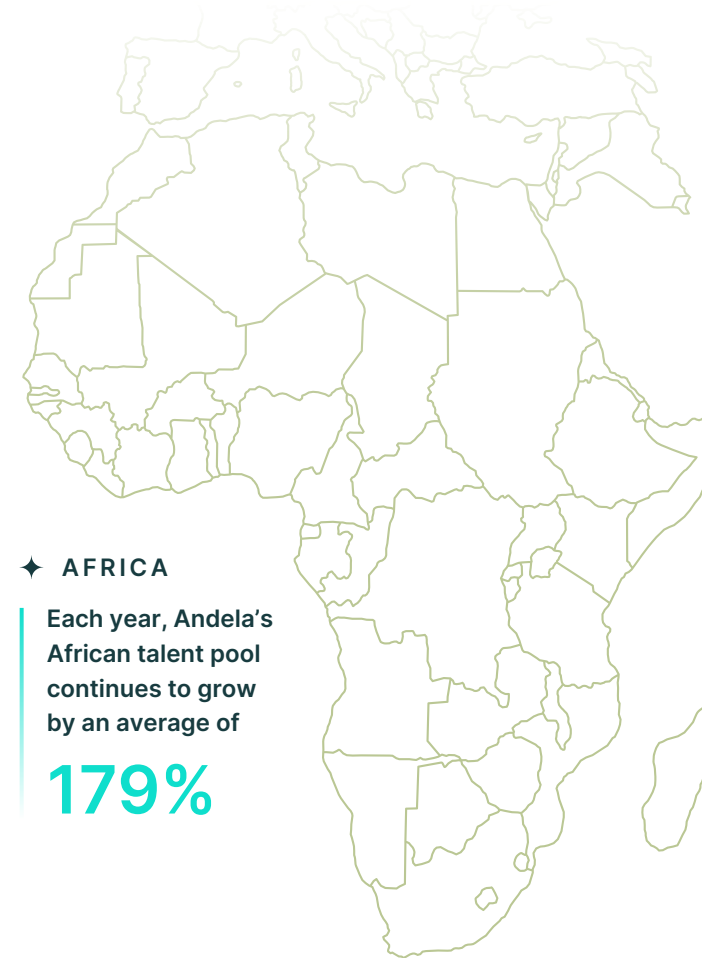 AFRICA
Each year, Andela’s
African talent pool
continues to grow
by an average of
179%